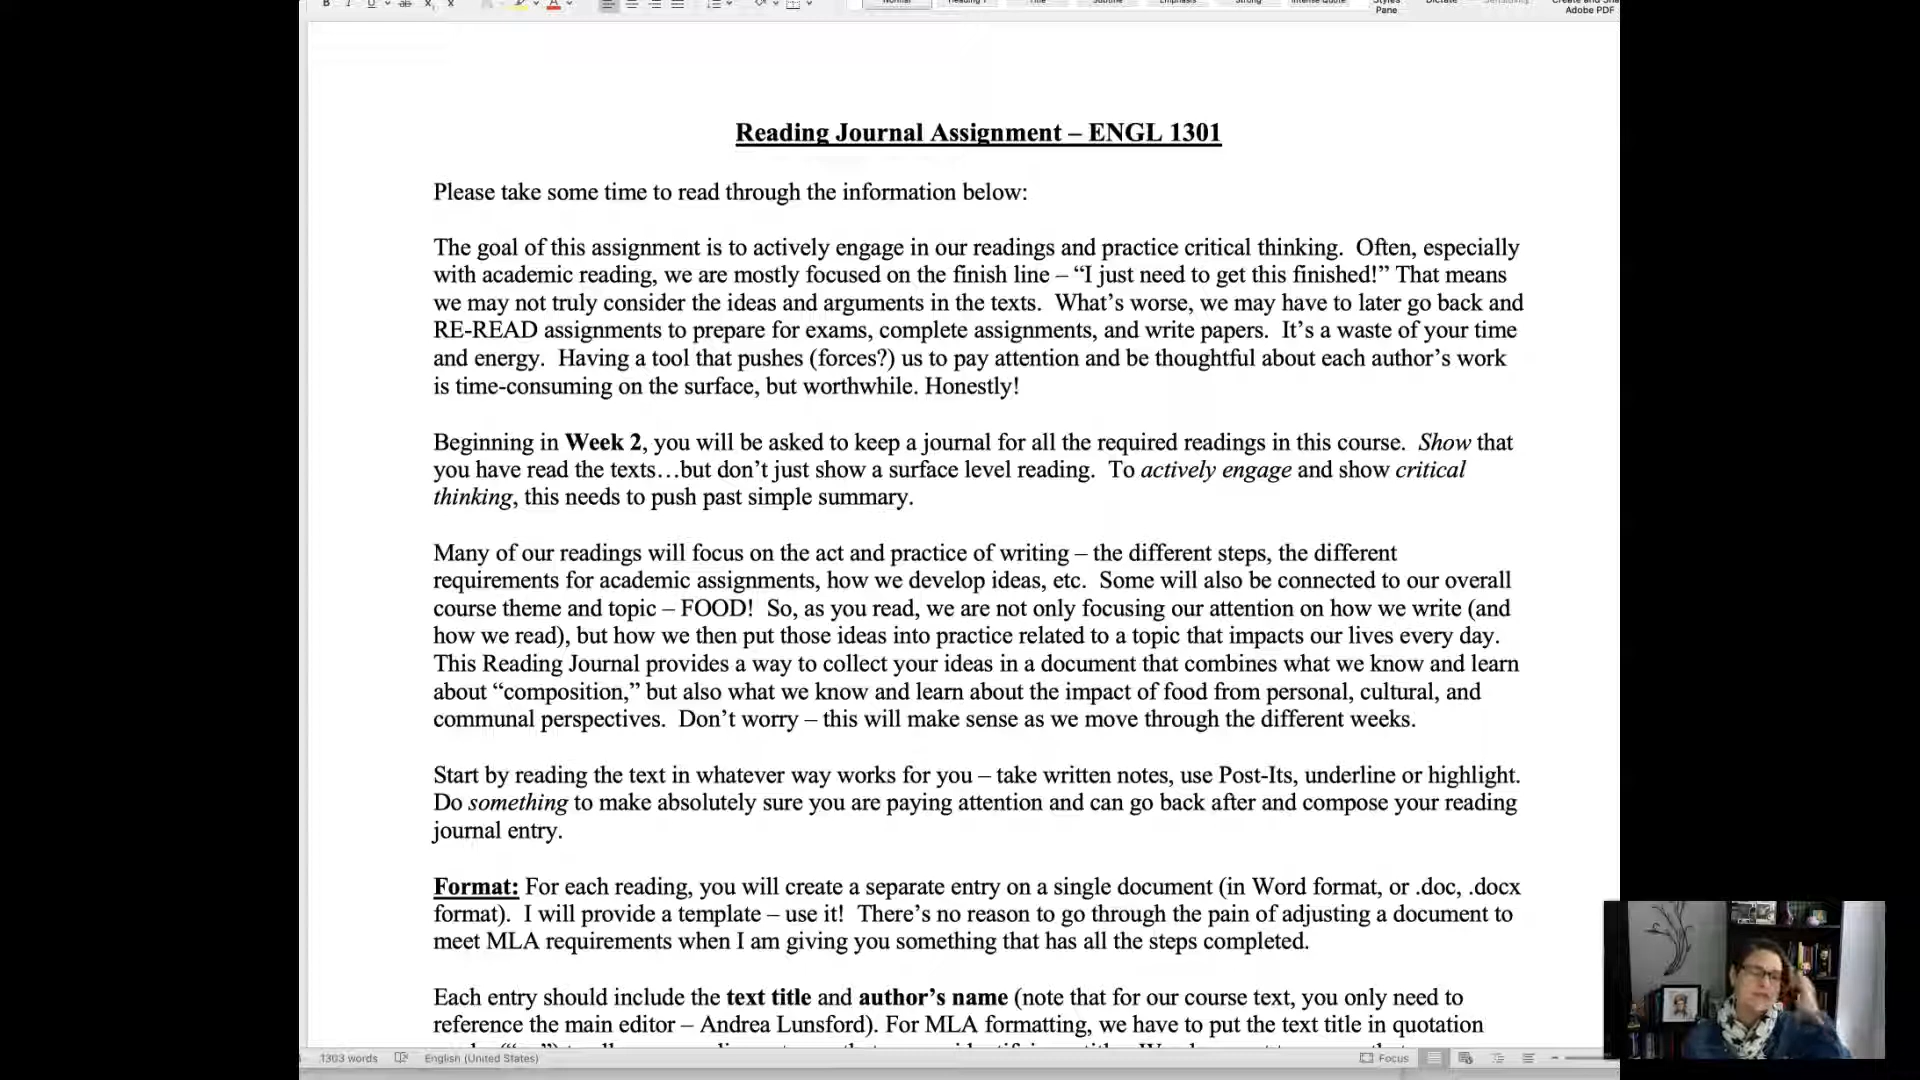 Pane
Adobe PDF
Reading Journal Assignment – ENGL 1301
Please take some time to read through the information below:
The goal of this assignment is to actively engage in our readings and practice critical thinking.  Often, especially
with academic reading, we are mostly focused on the finish line – “I just need to get this finished!” That means
we may not truly consider the ideas and arguments in the texts.  What’s worse, we may have to later go back and
RE-READ assignments to prepare for exams, complete assignments, and write papers.  It’s a waste of your time
and energy.  Having a tool that pushes (forces?) us to pay attention and be thoughtful about each author’s work
is time-consuming on the surface, but worthwhile. Honestly!
Beginning in Week 2, you will be asked to keep a journal for all the required readings in this course.  Show that
you have read the texts…but don’t just show a surface level reading.  To actively engage and show critical
thinking, this needs to push past simple summary.
Many of our readings will focus on the act and practice of writing – the different steps, the different
requirements for academic assignments, how we develop ideas, etc.  Some will also be connected to our overall
course theme and topic – FOOD!  So, as you read, we are not only focusing our attention on how we write (and
how we read), but how we then put those ideas into practice related to a topic that impacts our lives every day.
This Reading Journal provides a way to collect your ideas in a document that combines what we know and learn
about “composition,” but also what we know and learn about the impact of food from personal, cultural, and
communal perspectives.  Don’t worry – this will make sense as we move through the different weeks.
Start by reading the text in whatever way works for you – take written notes, use Post-Its, underline or highlight.
Do something to make absolutely sure you are paying attention and can go back after and compose your reading
journal entry.
Format: For each reading, you will create a separate entry on a single document (in Word format, or .doc, .docx
format).  I will provide a template – use it!  There’s no reason to go through the pain of adjusting a document to
meet MLA requirements when I am giving you something that has all the steps completed.
Each entry should include the text title and author’s name (note that for our course text, you only need to
reference the main editor – Andrea Lunsford). For MLA formatting, we have to put the text title in quotation
1303 words
English (United States)
Focus